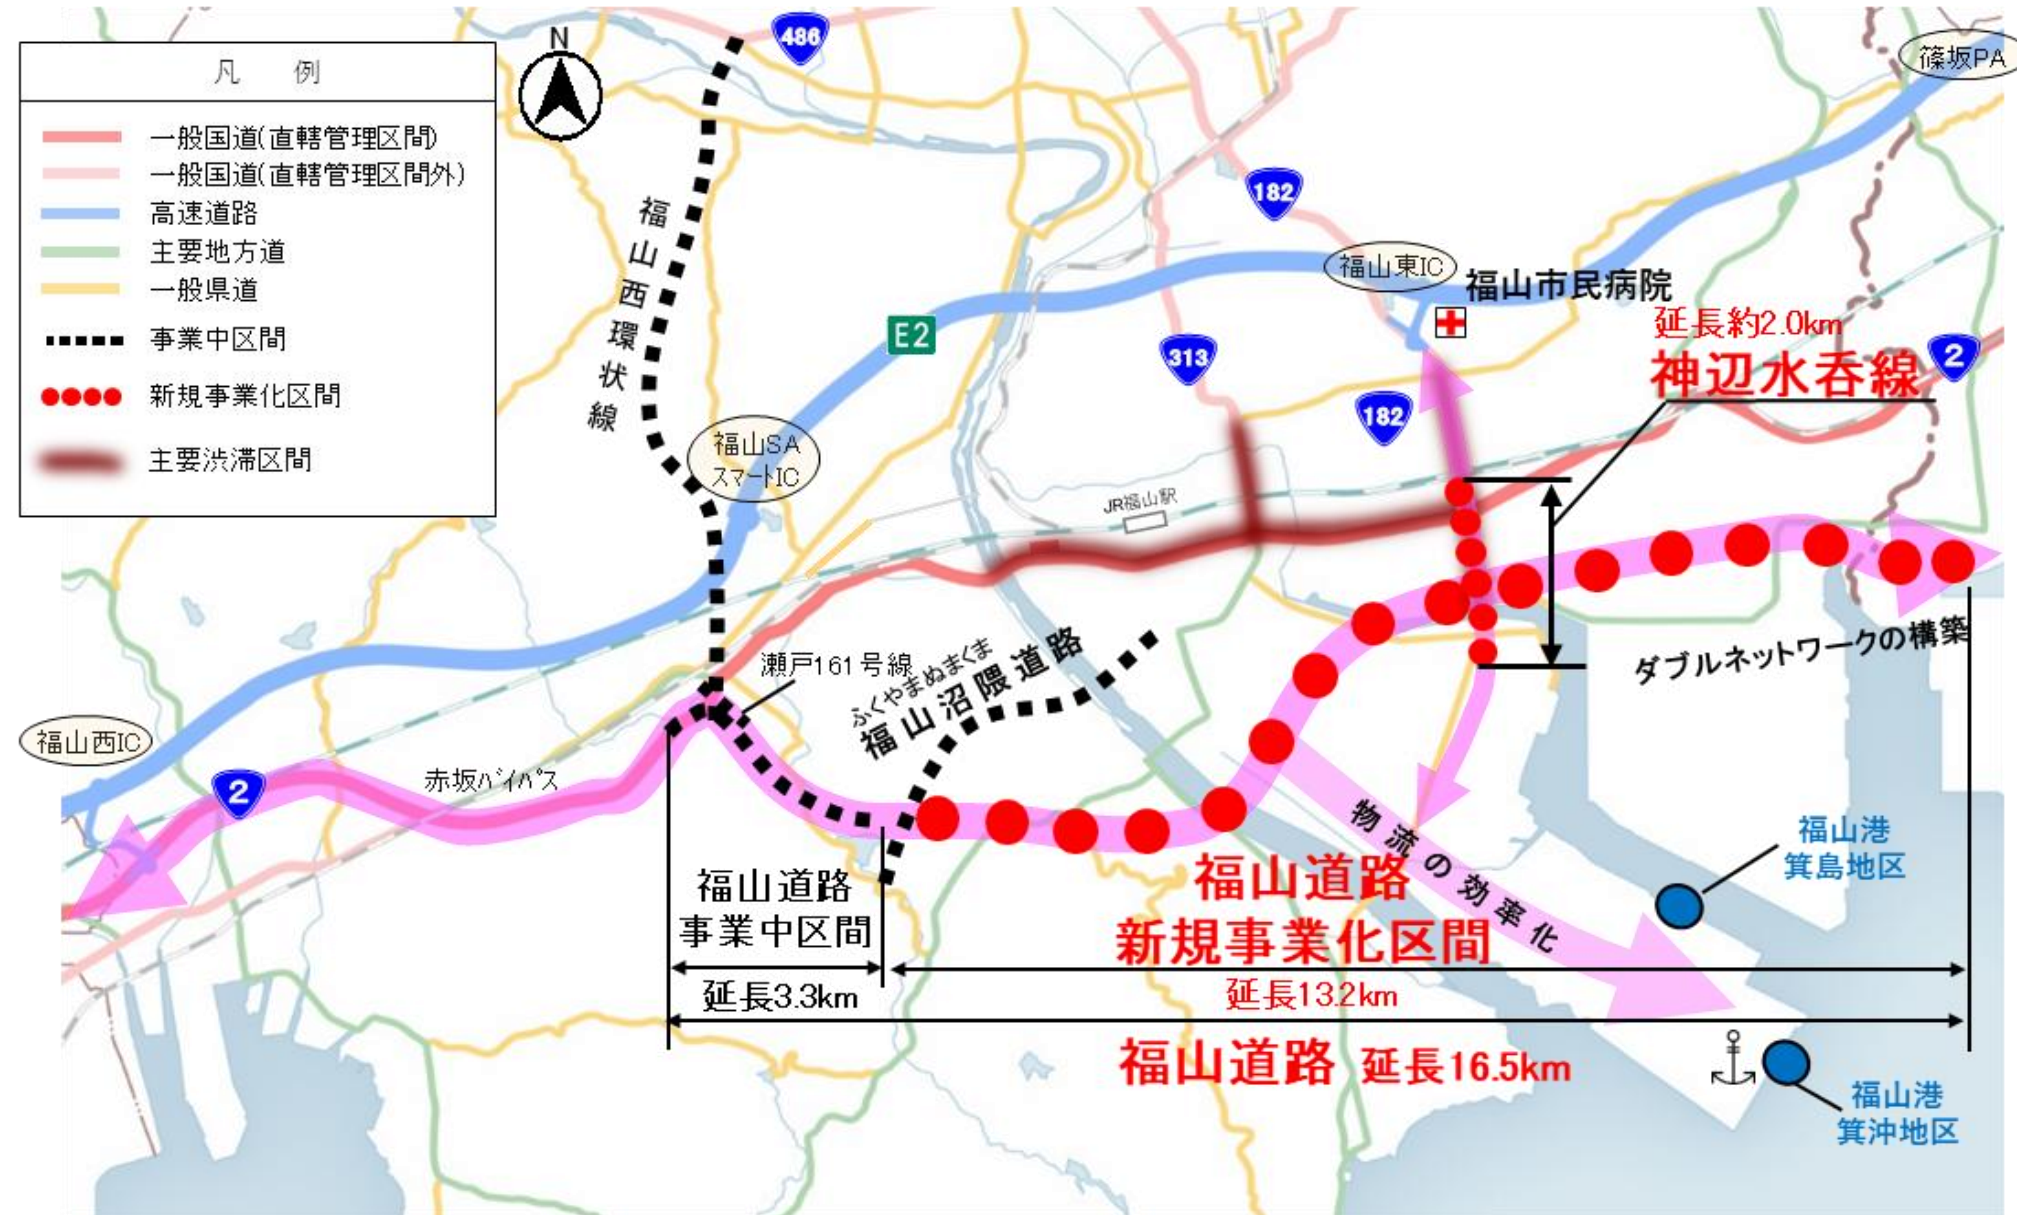 凡 例
一般国道(直轄管理区間)
一般国道(直轄管理区間外)
高速道路
主要地方道
一般県道
事業中区間
新規事業化区間
主要渋滞区間
N
486
篠坂PA
182
福山西環状線
福山東IC
福山市民病院
延長約2.0km
神辺水呑線
E2
313
2
182
福山SA
スマートIC
JR福山駅
瀬戸161号線
ふくやまぬまくま
福山沼隈道路
ダブルネットワークの構築
福山西IC
2
赤坂バイパス
物流の効率化
福山港
箕島地区
福山道路
事業中区間
福山道路
新規事業化区間
延長3.3km
延長13.2km
福山道路 延長16.5km
福山港
箕沖地区